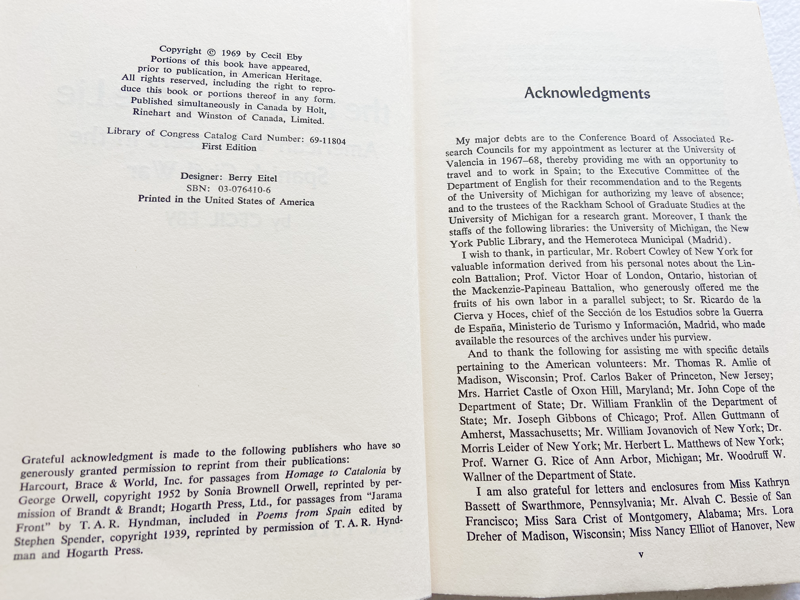 Copyright © 1969 by Cecil Eby
Portions of this book have appeared,
prior to publication, in American Heritage.
All rights reserved, including the right to repro-
duce this book or portions thereof in any form.
Published simultaneously in Canada by Holt,
Rinehart and Winston of Canada, Limited.
Library of Congress Catalog Card Number: 69-11804
First Edition
Designer: Berry Eitel
SBN: 03-076410-6
Printed in the United States of America
Grateful acknowledgment is made to the following publishers who have so
generously granted permission to reprint from their publications:
Harcourt, Brace & World, Inc. for passages from Homage to Catalonia by
George Orwell, copyright 1952 by Sonia Brownell Orwell, reprinted by per-
mission of Brandt & Brandt; Hogarth Press, Ltd., for passages from "Jarama
Front" by T. A. R. Hyndman, included in Poems from Spain edited by
Stephen Spender, copyright 1939, reprinted by permission of T. A. R. Hynd-
man and Hogarth Press.
Acknowledgments
My major debts are to the Conference Board of Associated Re-
search Councils for my appointment as lecturer at the University of
Valencia in 1967–68, thereby providing me with an opportunity to
travel and to work in Spain; to the Executive Committee of the
Department of English for their recommendation and to the Regents
of the University of Michigan for authorizing my leave of absence;
and to the trustees of the Rackham School of Graduate Studies at the
University of Michigan for a research grant. Moreover, I thank the
staffs of the following libraries: the University of Michigan, the New
York Public Library, and the Hemeroteca Municipal (Madrid).
I wish to thank, in particular, Mr. Robert Cowley of New York for
valuable information derived from his personal notes about the Lin-
coln Battalion; Prof. Victor Hoar of London, Ontario, historian of
the Mackenzie-Papineau Battalion, who generously offered me the
fruits of his own labor in a parallel subject; to Sr. Ricardo de la
Cierva y Hoces, chief of the Sección de los Estudios sobre la Guerra
de España, Ministerio de Turismo y Información, Madrid, who made
available the resources of the archives under his purview.
And to thank the following for assisting me with specific details
pertaining to the American volunteers: Mr. Thomas R. Amlie of
Madison, Wisconsin; Prof. Carlos Baker of Princeton, New Jersey;
Mrs. Harriet Castle of Oxon Hill, Maryland; Mr. John Cope of the
Department of State; Dr. William Franklin of the Department of
State; Mr. Joseph Gibbons of Chicago; Prof. Allen Guttmann of
Amherst, Massachusetts; Mr. William Jovanovich of New York; Dr.
Morris Leider of New York; Mr. Herbert L. Matthews of New York;
Prof. Warner G. Rice of Ann Arbor, Michigan; Mr. Woodruff W.
Wallner of the Department of State.
I am also grateful for letters and enclosures from Miss Kathryn
Bassett of Swarthmore, Pennsylvania; Mr. Alvah C. Bessie of San
Francisco; Miss Sara Crist of Montgomery, Alabama; Mrs. Lora
Dreher of Madison, Wisconsin; Miss Nancy Elliot of Hanover, New
v